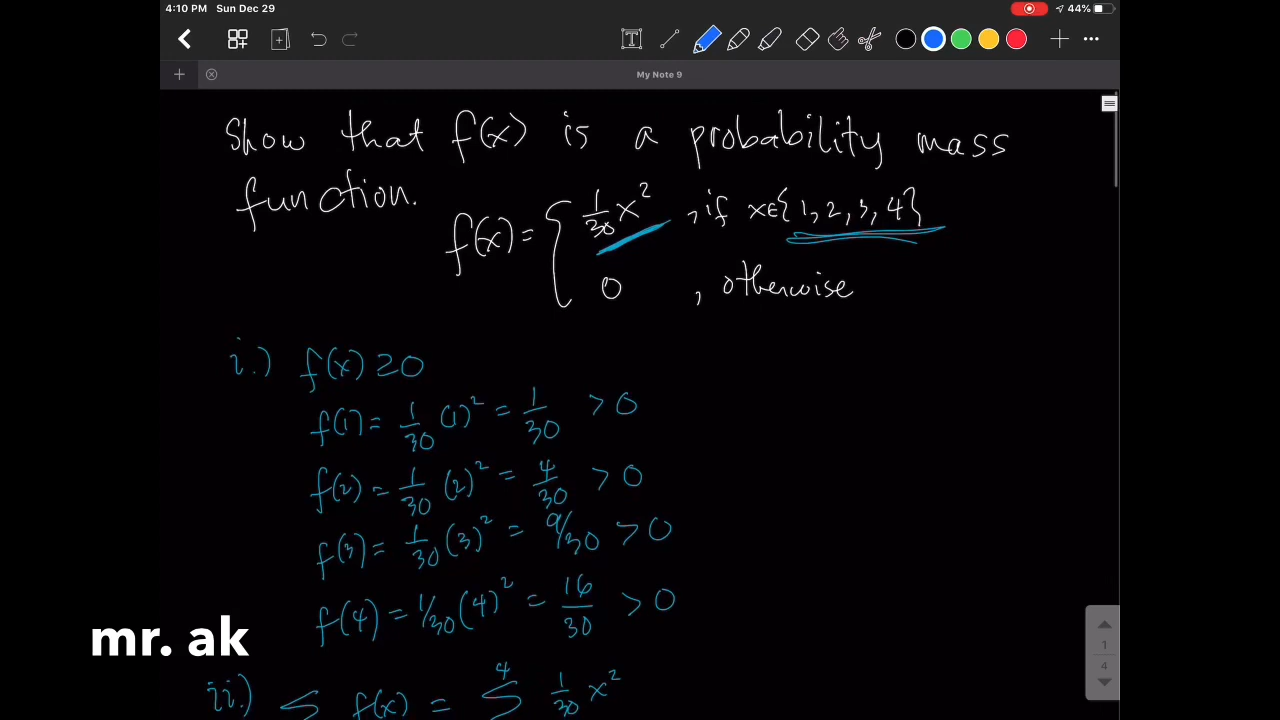 4:10 PM Sun Dec 29
44%
My Note 9
Show that f(x) is a probability mass
function.
f(x) = { 1/30 x² , if x∈{1, 2, 3, 4}
0 , otherwise
i.) f(x) ≥ 0
f(1) = 1/30 (1)² = 1/30 > 0
f(2) = 1/30 (2)² = 4/30 > 0
f(3) = 1/30 (3)² = 9/30 > 0
f(4) = 1/30 (4)² = 16/30 > 0
ii.) Σ f(x) = Σ 4 1/30 x²
mr. ak
1
4